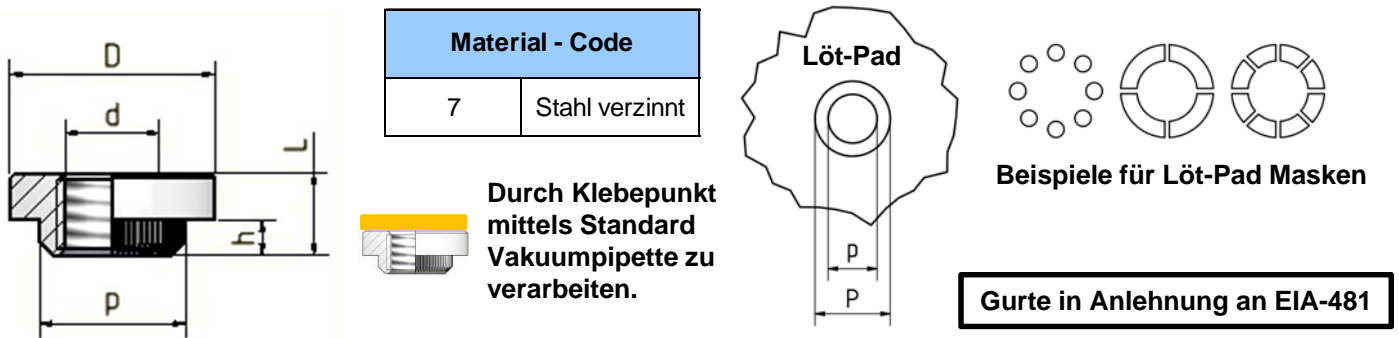 D
d
L
h
p
Material - Code
7 Stahl verzinnt
Durch Klebepunkt
mittels Standard
Vakuumpipette zu
verarbeiten.
Löt-Pad
p
P
Beispiele für Löt-Pad Masken
Gurte in Anlehnung an EIA-481